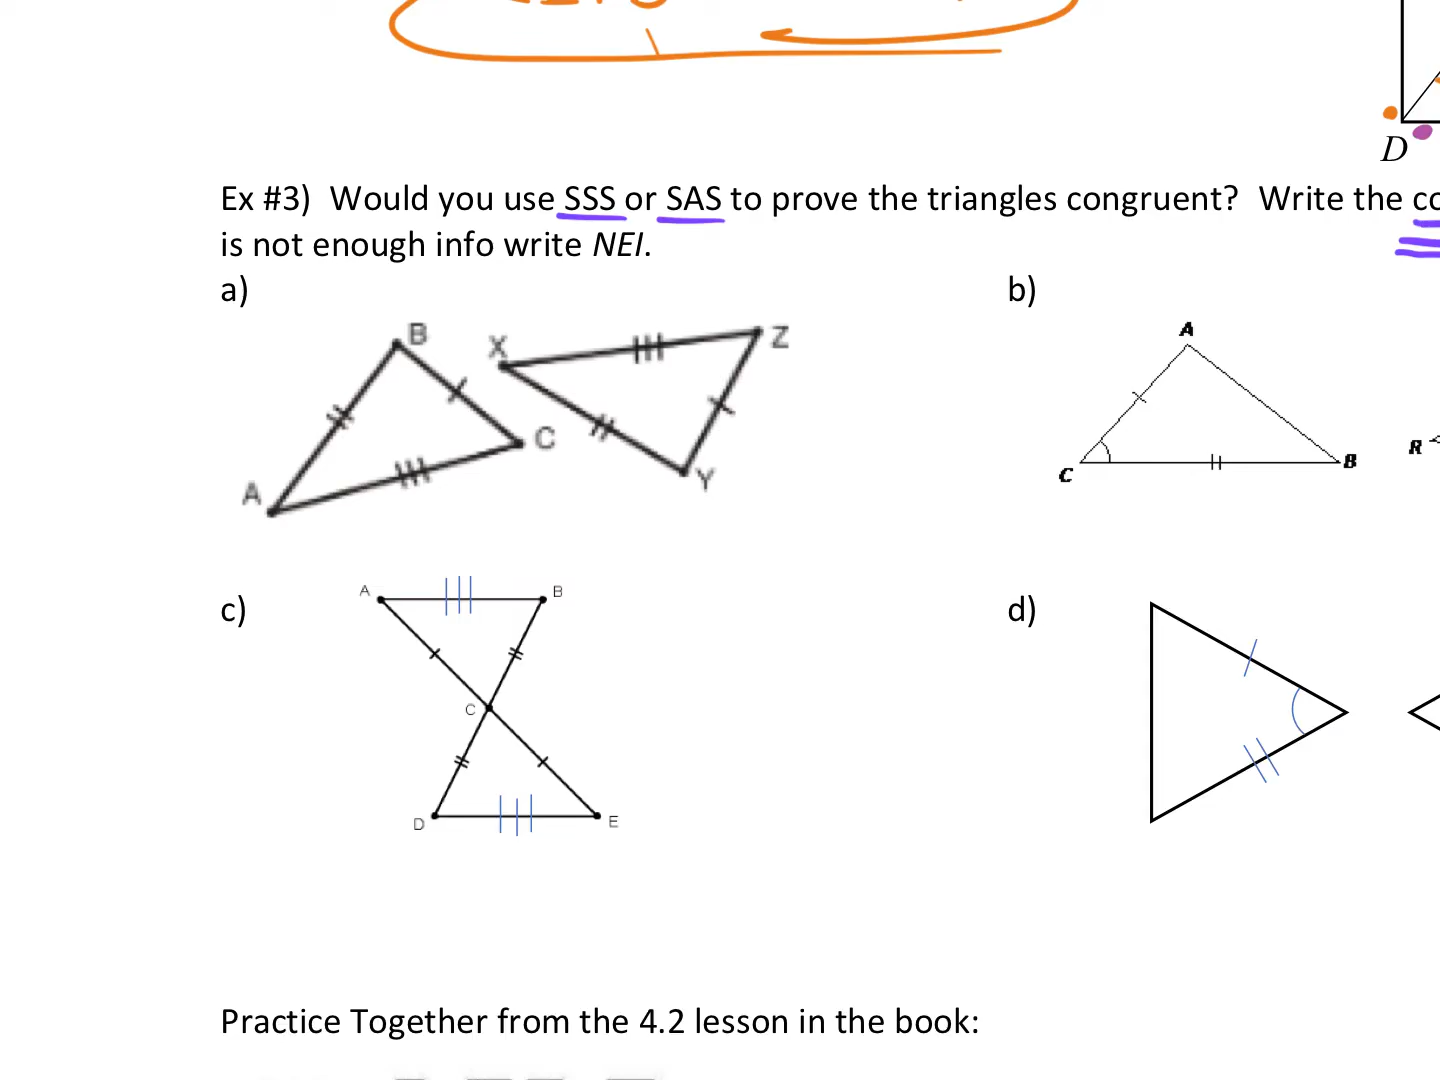 D
Ex #3) Would you use SSS or SAS to prove the triangles congruent? Write the co
is not enough info write NEI.
a)
b)
B
X
Z
C
A
Y
A
C
B
R
c)
A
B
C
D
E
d)
Practice Together from the 4.2 lesson in the book: